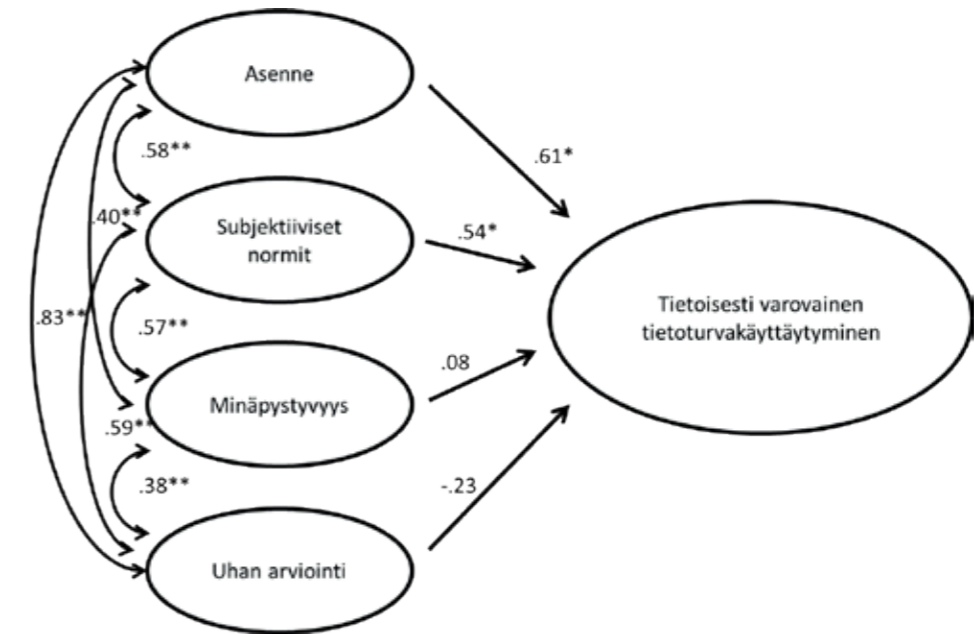 Asenne
.58**
.61*
.40**
Subjektiiviset
normit
.54*
.83**
.57**
Tietoisesti varovainen
tietoturvakäyttäytyminen
.08
Minäpystyvyys
.59**
.38**
-.23
Uhan arviointi